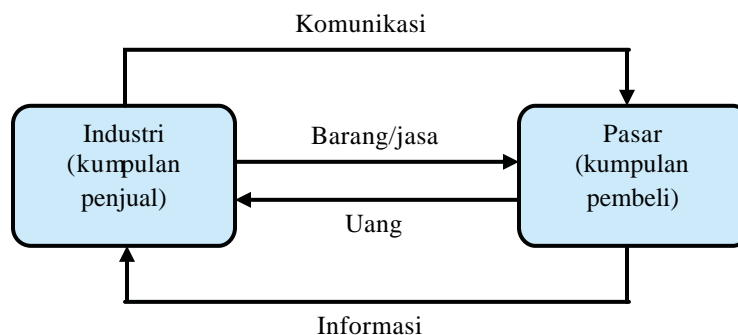 Komunikasi
Industri
(kumpulan
penjual)
Barang/jasa
Uang
Pasar
(kumpulan
pembeli)
Informasi